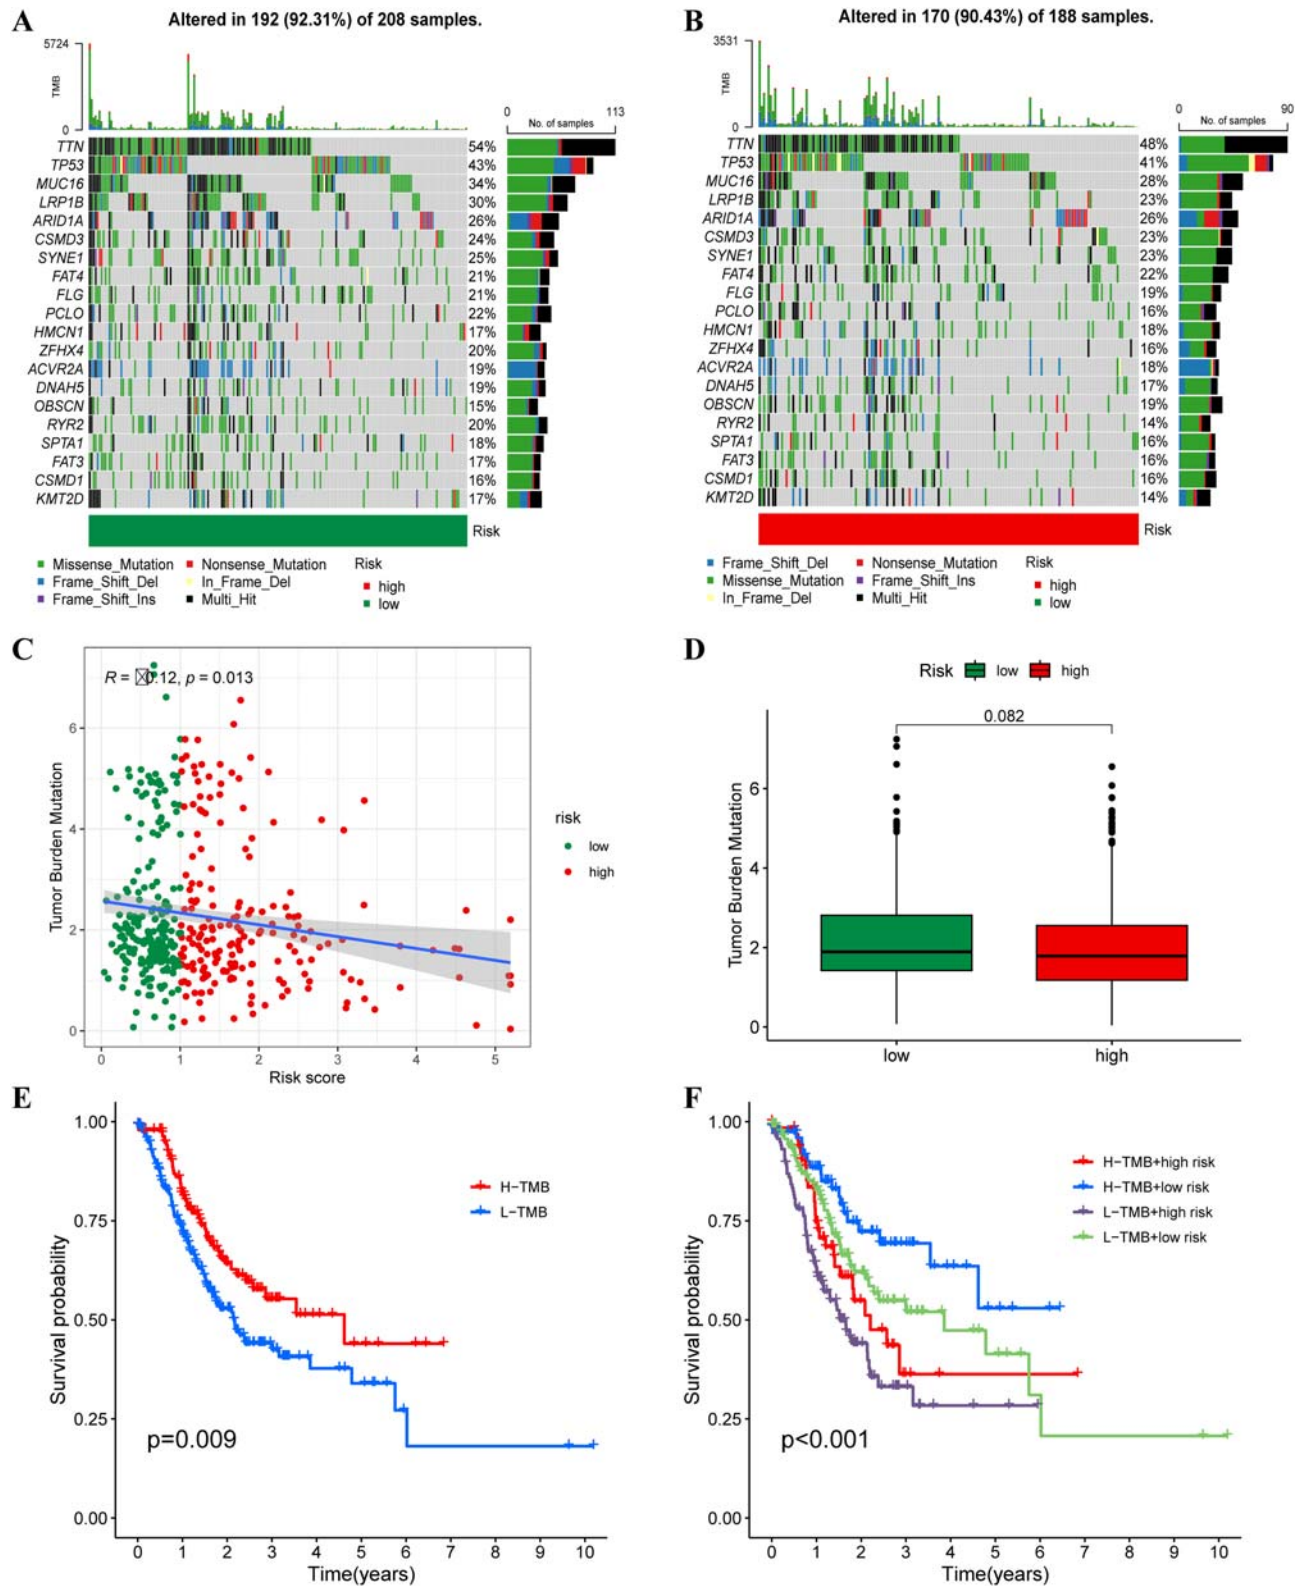 A
Altered in 192 (92.31%) of 208 samples.
5724
TMB
0
0
113
No. of samples
TTN 54%
TP53 43%
MUC16 34%
LRP1B 30%
ARID1A 26%
CSMD3 24%
SYNE1 25%
FAT4 21%
FLG 21%
PCLO 22%
HMCN1 17%
ZFHX4 20%
ACVR2A 19%
DNAH5 19%
OBSCN 15%
RYR2 20%
SPTA1 18%
FAT3 17%
CSMD1 16%
KMT2D 17%
Risk
Missense_Mutation Nonsense_Mutation Risk
Frame_Shift_Del In_Frame_Del high
Frame_Shift_Ins Multi_Hit low
B
Altered in 170 (90.43%) of 188 samples.
3531
TMB
0
0
90
No. of samples
TTN 48%
TP53 41%
MUC16 28%
LRP1B 23%
ARID1A 26%
CSMD3 23%
SYNE1 23%
FAT4 22%
FLG 19%
PCLO 16%
HMCN1 18%
ZFHX4 16%
ACVR2A 18%
DNAH5 17%
OBSCN 19%
RYR2 14%
SPTA1 16%
FAT3 16%
CSMD1 16%
KMT2D 14%
Risk
Frame_Shift_Del Nonsense_Mutation Risk
Missense_Mutation Frame_Shift_Ins high
In_Frame_Del Multi_Hit low
C
R = 0.12, p = 0.013
Tumor Burden Mutation
6
4
2
0
0 1 2 3 4 5
Risk score
risk
low
high
D
Risk low high
0.082
Tumor Burden Mutation
6
4
2
0
low high
E
Survival probability
1.00
0.75
0.50
0.25
0.00
H-TMB
L-TMB
p=0.009
0 1 2 3 4 5 6 7 8 9 10
Time(years)
F
Survival probability
1.00
0.75
0.50
0.25
0.00
H-TMB+high risk
H-TMB+low risk
L-TMB+high risk
L-TMB+low risk
p<0.001
0 1 2 3 4 5 6 7 8 9 10
Time(years)